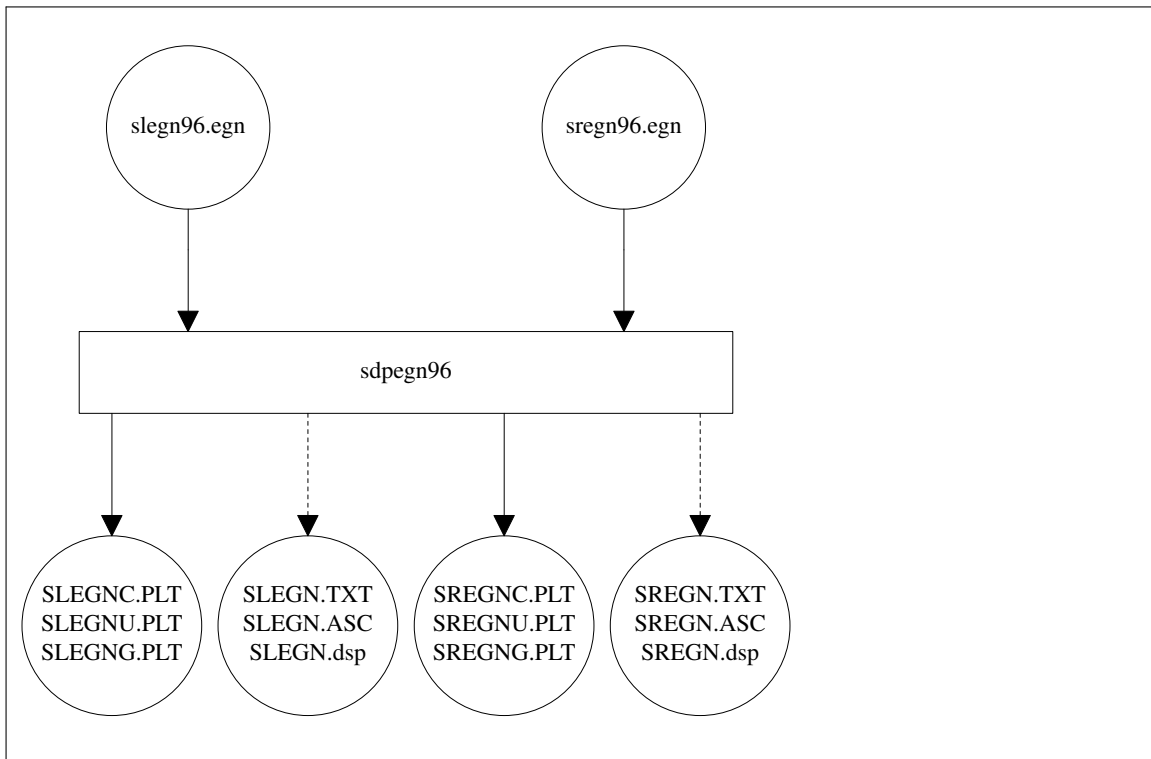 slegn96.egn
sregn96.egn
sdpegn96
SLEGNC.PLT
SLEGNU.PLT
SLEGNG.PLT
SLEGN.TXT
SLEGN.ASC
SLEGN.dsp
SREGNC.PLT
SREGNU.PLT
SREGNG.PLT
SREGN.TXT
SREGN.ASC
SREGN.dsp